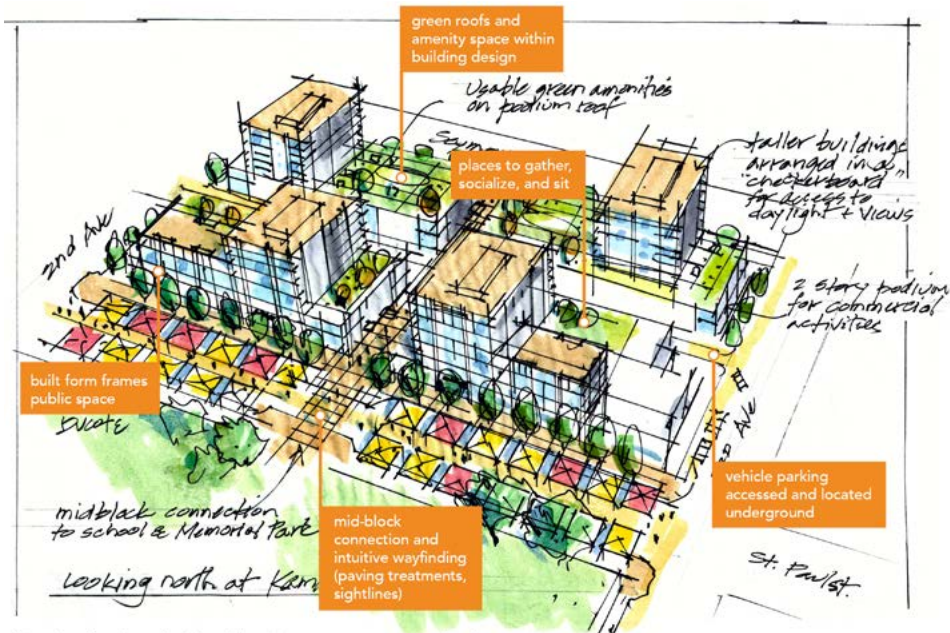 green roofs and
amenity space within
building design
Usable green amenities
on podium roof
places to gather,
socialize, and sit
taller buildings
arranged in a
"checkerboard"
for access to
daylight + views
2nd Ave
2 story podium
for commercial
activities
built form frames
public space
Ave
vehicle parking
accessed and located
underground
midblock connection
to school & Memorial Park
mid-block
connection and
intuitive wayfinding
(paving treatments,
sightlines)
St. Paul St.
Looking north at